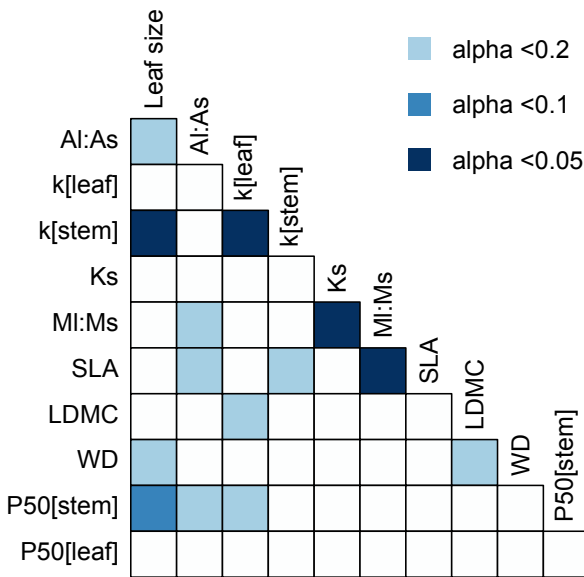 Leaf size
alpha <0.2
alpha <0.1
alpha <0.05
Al:As
Al:As
k[leaf]
k[leaf]
k[stem]
k[stem]
Ks
Ks
Ml:Ms
Ml:Ms
SLA
SLA
LDMC
LDMC
WD
WD
P50[stem]
P50[stem]
P50[leaf]